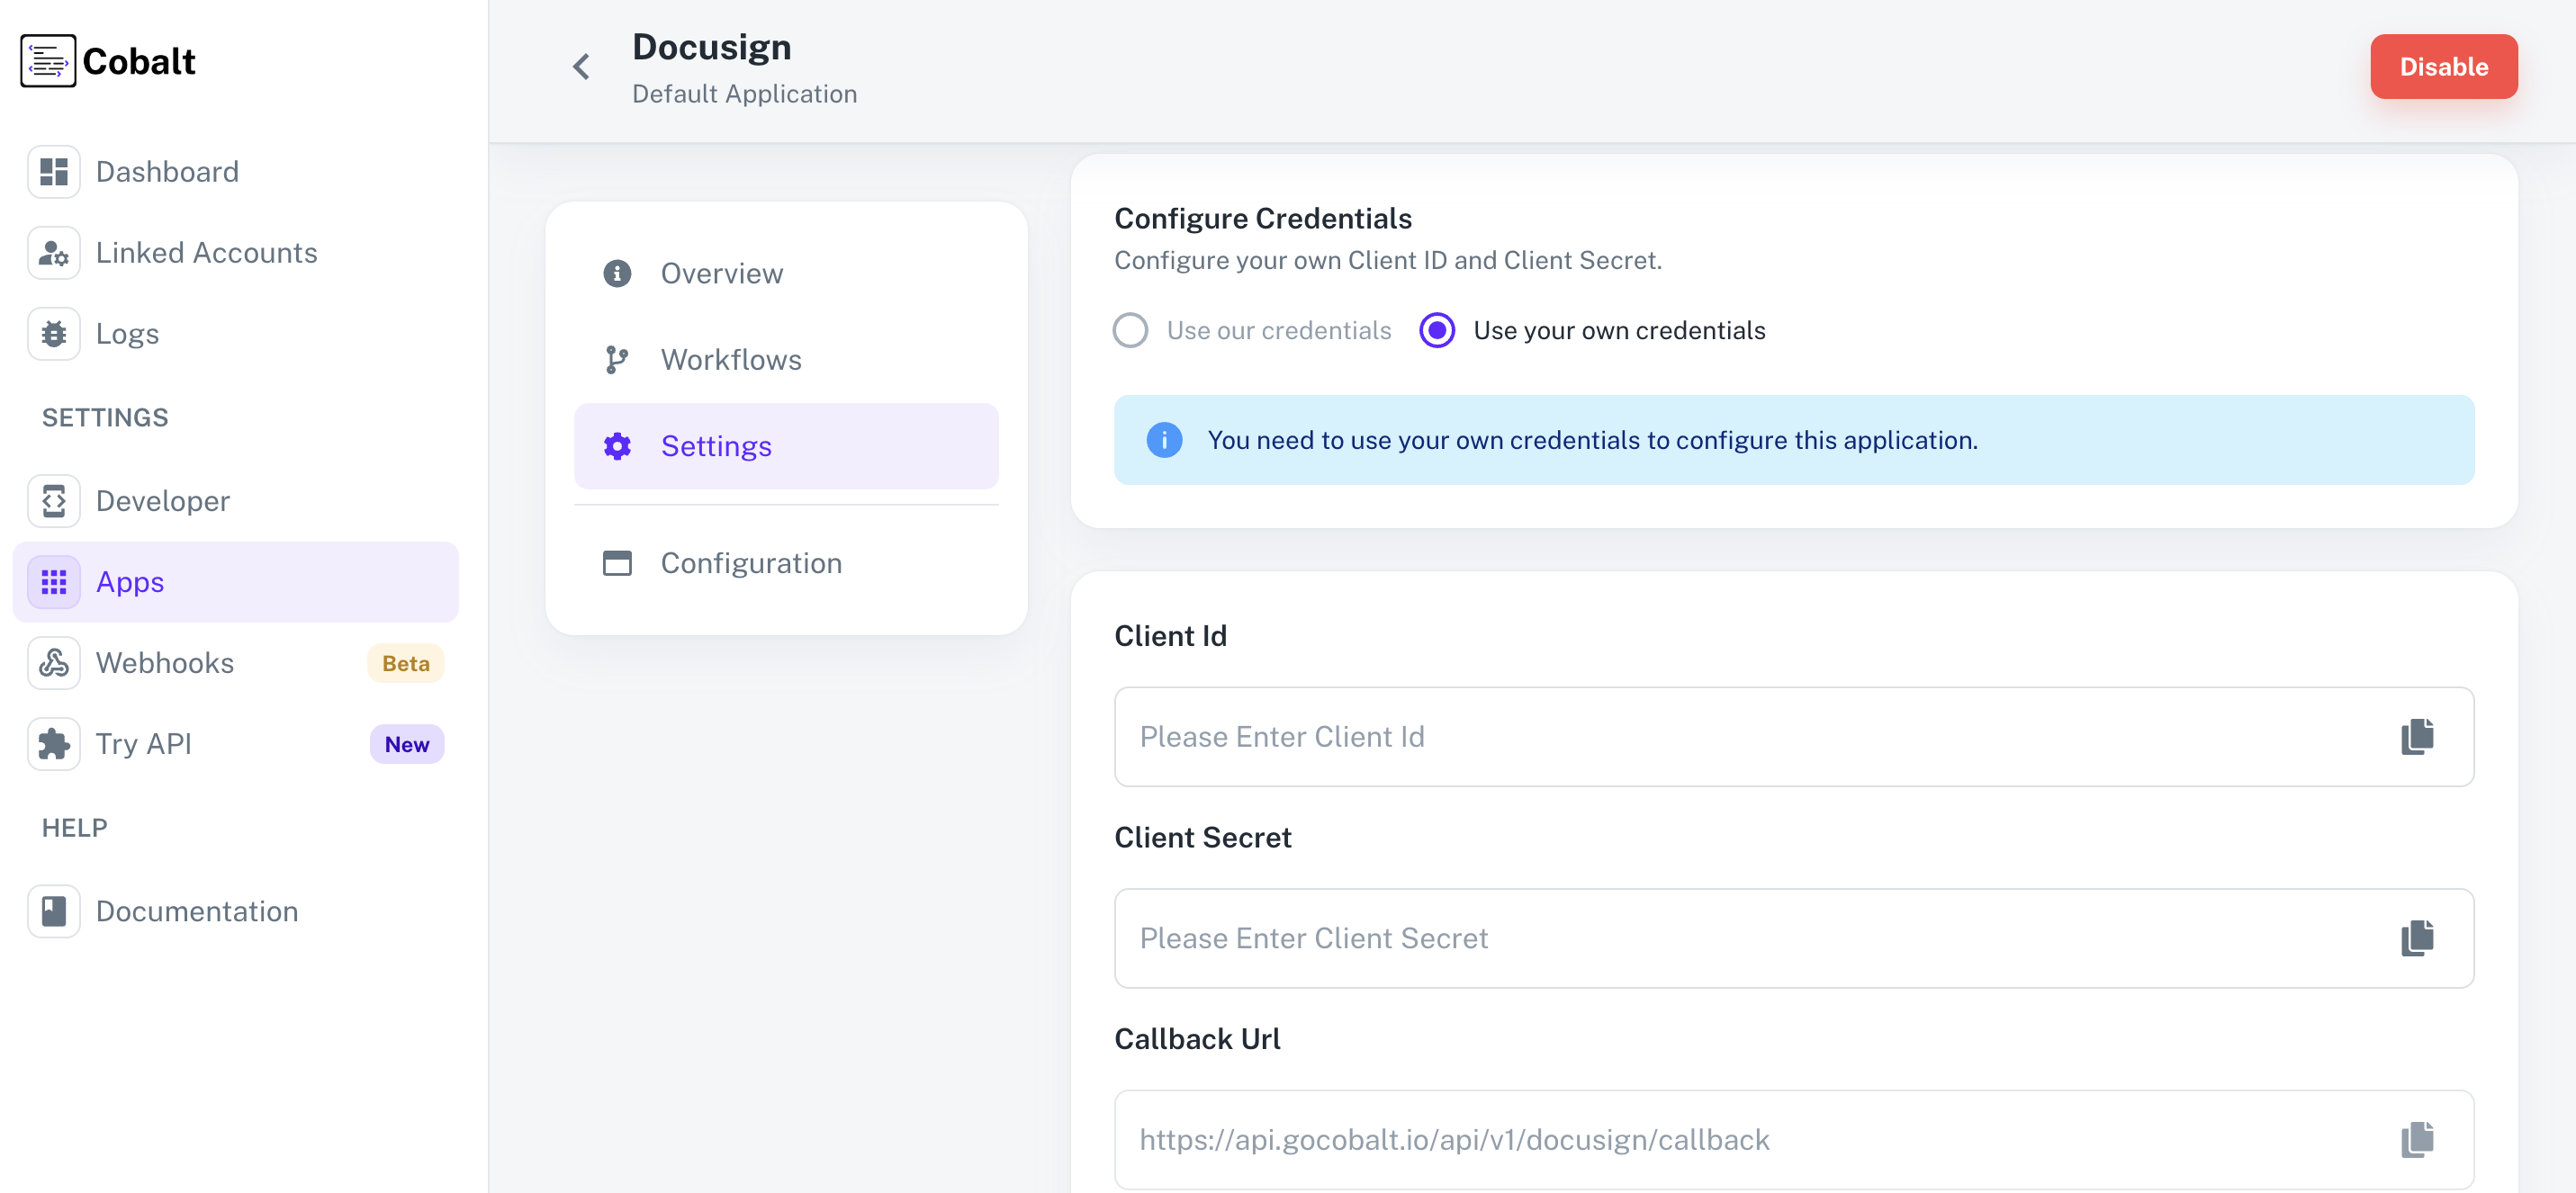 Cobalt
Dashboard
Linked Accounts
Logs
SETTINGS
Developer
Apps
Webhooks Beta
Try API New
HELP
Documentation
Docusign
Default Application
Disable
Overview
Workflows
Settings
Configuration
Configure Credentials
Configure your own Client ID and Client Secret.
Use our credentials Use your own credentials
You need to use your own credentials to configure this application.
Client Id
Please Enter Client Id
Client Secret
Please Enter Client Secret
Callback Url
https://api.gocobalt.io/api/v1/docusign/callback